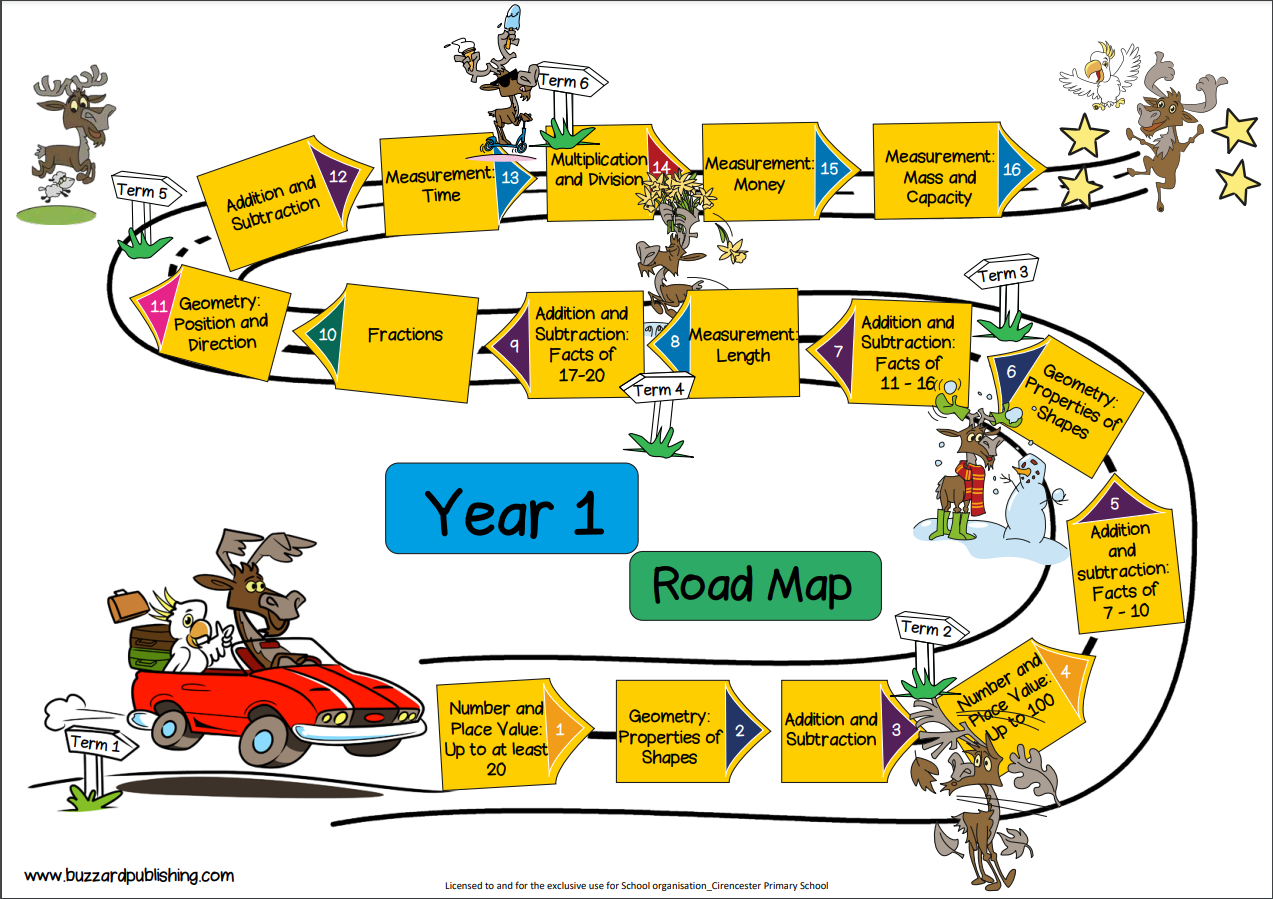 Term 6
Term 5
Addition and
Subtraction
12
Measurement:
Time
13
Multiplication
and Division
14
Measurement:
Money
15
Measurement:
Mass and
Capacity
16
11
Geometry:
Position and
Direction
10
Fractions
9
Addition and
Subtraction:
Facts of
17-20
8
Measurement:
Length
7
Addition and
Subtraction:
Facts of
11 - 16
Term 3
6
Geometry:
Properties of
Shapes
Term 4
Year 1
Road Map
5
Addition
and
subtraction:
Facts of
7 - 10
Term 2
Term 1
Number and
Place Value:
Up to at least
20
1
Geometry:
Properties of
Shapes
2
Addition and
Subtraction
3
Number and
Place Value:
Up to 100
4
www.buzzardpublishing.com
Licensed to and for the exclusive use for School organisation_Cirencester Primary School